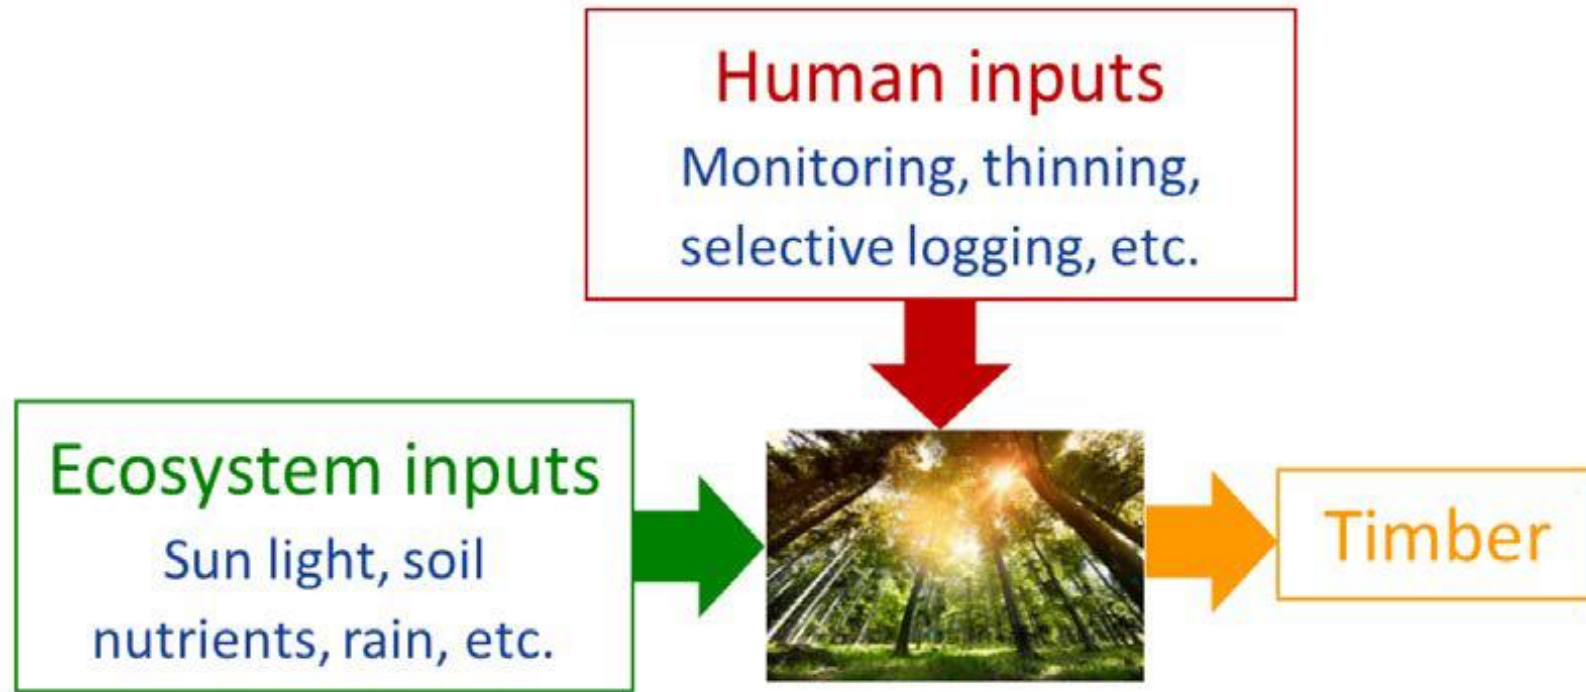 Human inputs
Monitoring, thinning,
selective logging, etc.
Ecosystem inputs
Sun light, soil
nutrients, rain, etc.
Timber